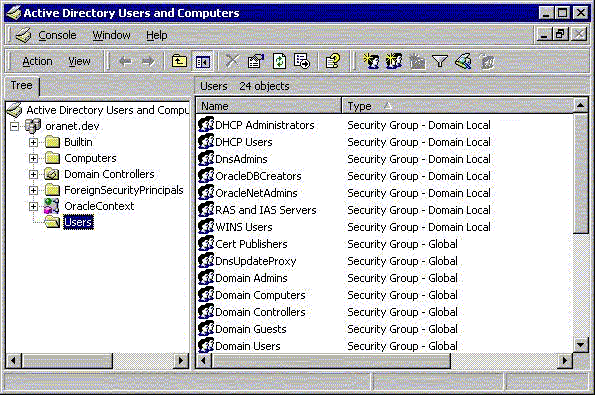 Active Directory Users and Computers
Console Window Help
Action View
Tree
Users 24 objects
Active Directory Users and Compu
oranet.dev
Builtin
Computers
Domain Controllers
ForeignSecurityPrincipals
OracleContext
Users
Name Type
DHCP Administrators Security Group - Domain Local
DHCP Users Security Group - Domain Local
DnsAdmins Security Group - Domain Local
OracleDBCreators Security Group - Domain Local
OracleNetAdmins Security Group - Domain Local
RAS and IAS Servers Security Group - Domain Local
WINS Users Security Group - Domain Local
Cert Publishers Security Group - Global
DnsUpdateProxy Security Group - Global
Domain Admins Security Group - Global
Domain Computers Security Group - Global
Domain Controllers Security Group - Global
Domain Guests Security Group - Global
Domain Users Security Group - Global